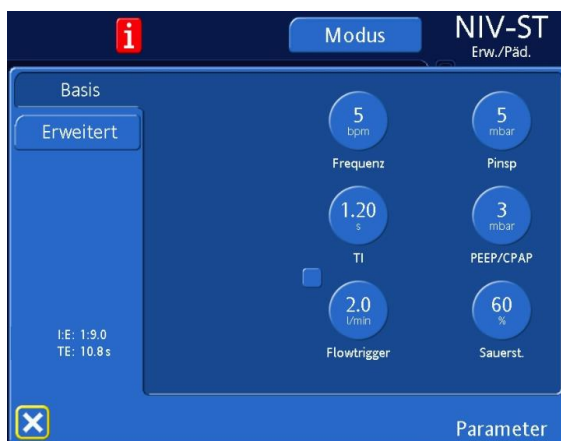 i
Modus
NIV-ST
Erw./Päd.
Basis
Erweitert
5
bpm
Frequenz
5
mbar
Pinsp
1.20
s
TI
3
mbar
PEEP/CPAP
2.0
l/min
Flowtrigger
60
%
Sauerst.
I:E: 1:9.0
TE: 10.8 s
Parameter